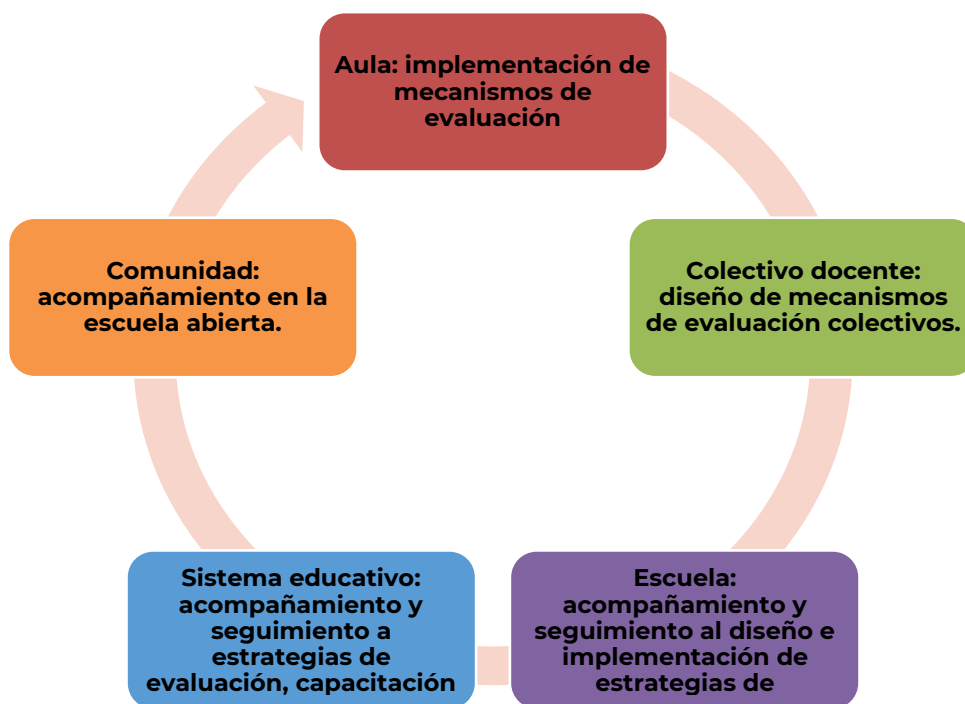 Aula: implementación de
mecanismos de
evaluación
Colectivo docente:
diseño de mecanismos
de evaluación colectivos.
Escuela:
acompañamiento y
seguimiento al diseño e
implementación de
estrategias de
Sistema educativo:
acompañamiento y
seguimiento a
estrategias de
evaluación, capacitación
Comunidad:
acompañamiento en la
escuela abierta.